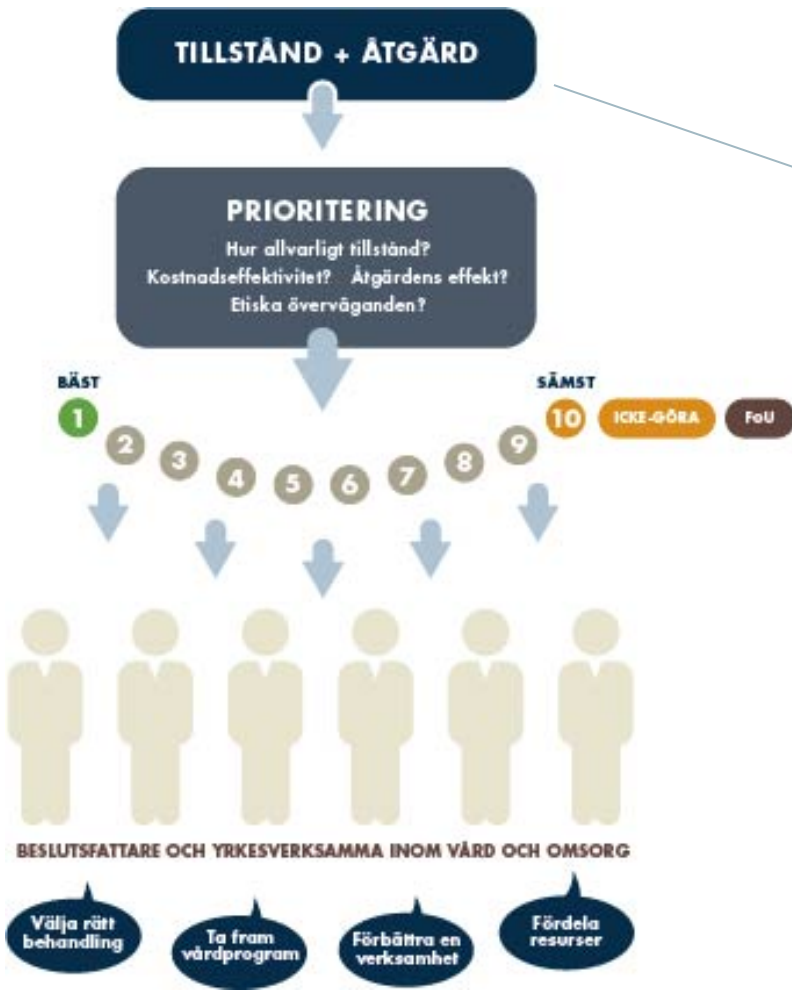 TILLSTÅND + ÅTGÄRD
PRIORITERING
Hur allvarligt tillstånd?
Kostnadseffektivitet? Åtgärdens effekt?
Etiska överväganden?
BÄST
SÄMST
1
2
3
4
5
6
7
8
9
10
ICKE-GÖRA
FoU
BESLUTSFATTARE OCH YRKESVERKSAMMA INOM VÅRD OCH OMSORG
Välja rätt
behandling
Ta fram
vårdprogram
Förbättra en
verksamhet
Fördela
resurser